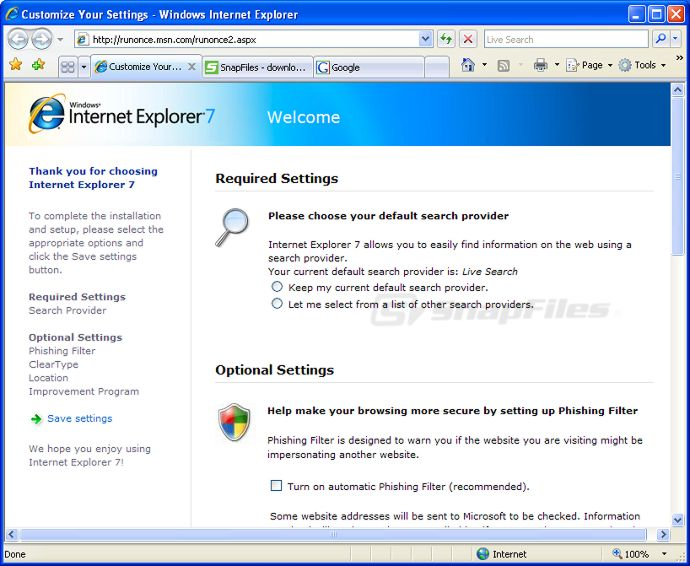 Customize Your Settings - Windows Internet Explorer
http://runonce.msn.com/runonce2.aspx
Live Search
Customize Your...
SnapFiles - downlo...
Google
Page
Tools
Windows®
Internet Explorer 7
Welcome
Thank you for choosing
Internet Explorer 7
To complete the installation
and setup, please select the
appropriate options and
click the Save settings
button.
Required Settings
Search Provider
Optional Settings
Phishing Filter
ClearType
Location
Improvement Program
Save settings
We hope you enjoy using
Internet Explorer 7!
Required Settings
Please choose your default search provider
Internet Explorer 7 allows you to easily find information on the web using a
search provider.
Your current default search provider is: Live Search
Keep my current default search provider.
Let me select from a list of other search providers.
SnapFiles
Optional Settings
Help make your browsing more secure by setting up Phishing Filter
Phishing Filter is designed to warn you if the website you are visiting might be
impersonating another website.
Turn on automatic Phishing Filter (recommended).
Some website addresses will be sent to Microsoft to be checked. Information
Done
Internet
100%